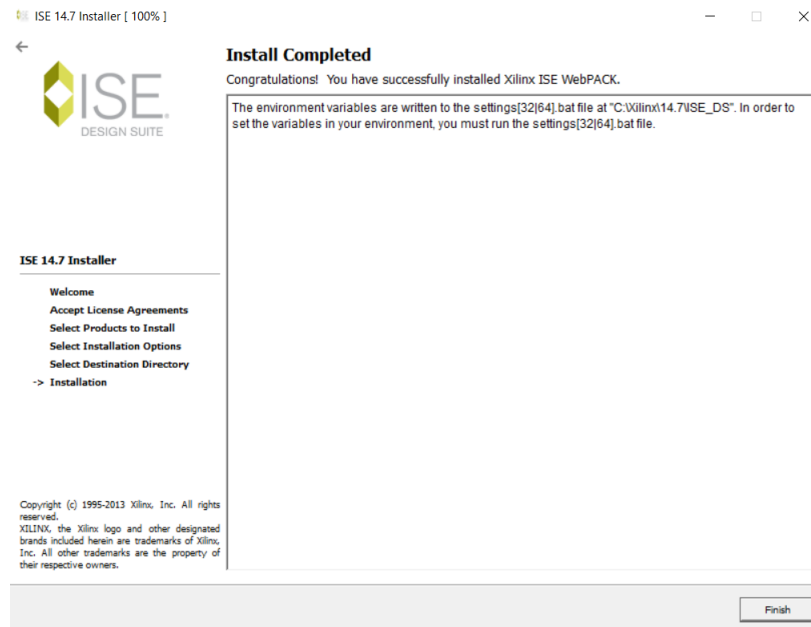 ISE 14.7 Installer [ 100% ]
ISE.
DESIGN SUITE
Install Completed
Congratulations! You have successfully installed Xilinx ISE WebPACK.
The environment variables are written to the settings[32|64].bat file at "C:\Xilinx\14.7\ISE_DS". In order to
set the variables in your environment, you must run the settings[32|64].bat file.
ISE 14.7 Installer
Welcome
Accept License Agreements
Select Products to Install
Select Installation Options
Select Destination Directory
-> Installation
Copyright (c) 1995-2013 Xilinx, Inc. All rights
reserved.
XILINX, the Xilinx logo and other designated
brands included herein are trademarks of Xilinx,
Inc. All other trademarks are the property of
their respective owners.
Finish